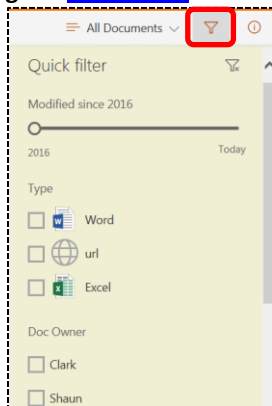 All Documents
Quick filter
Modified since 2016
2016 Today
Type
Word
url
Excel
Doc Owner
Clark
Shaun